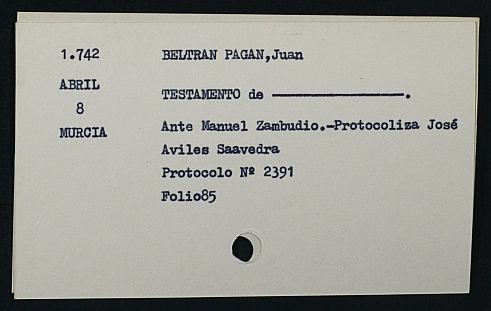 1.742
ABRIL
8
MURCIA
BELTRAN PAGAN,Juan
TESTAMENTO de ————————.
Ante Manuel Zambudio.-Protocoliza José
Aviles Saavedra
Protocolo Nº 2391
Folio85